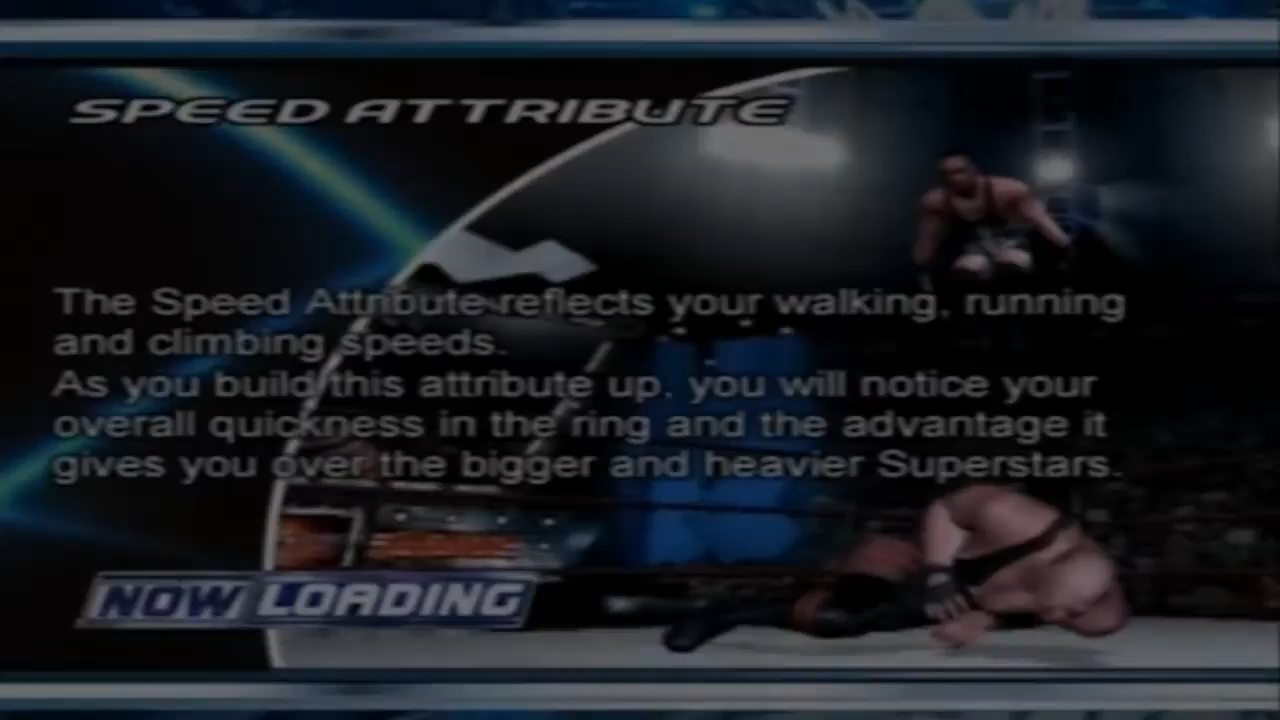 SPEED ATTRIBUTE
The Speed Attribute reflects your walking, running
and climbing speeds.
As you build this attribute up, you will notice your
overall quickness in the ring and the advantage it
gives you over the bigger and heavier Superstars.
NOW LOADING